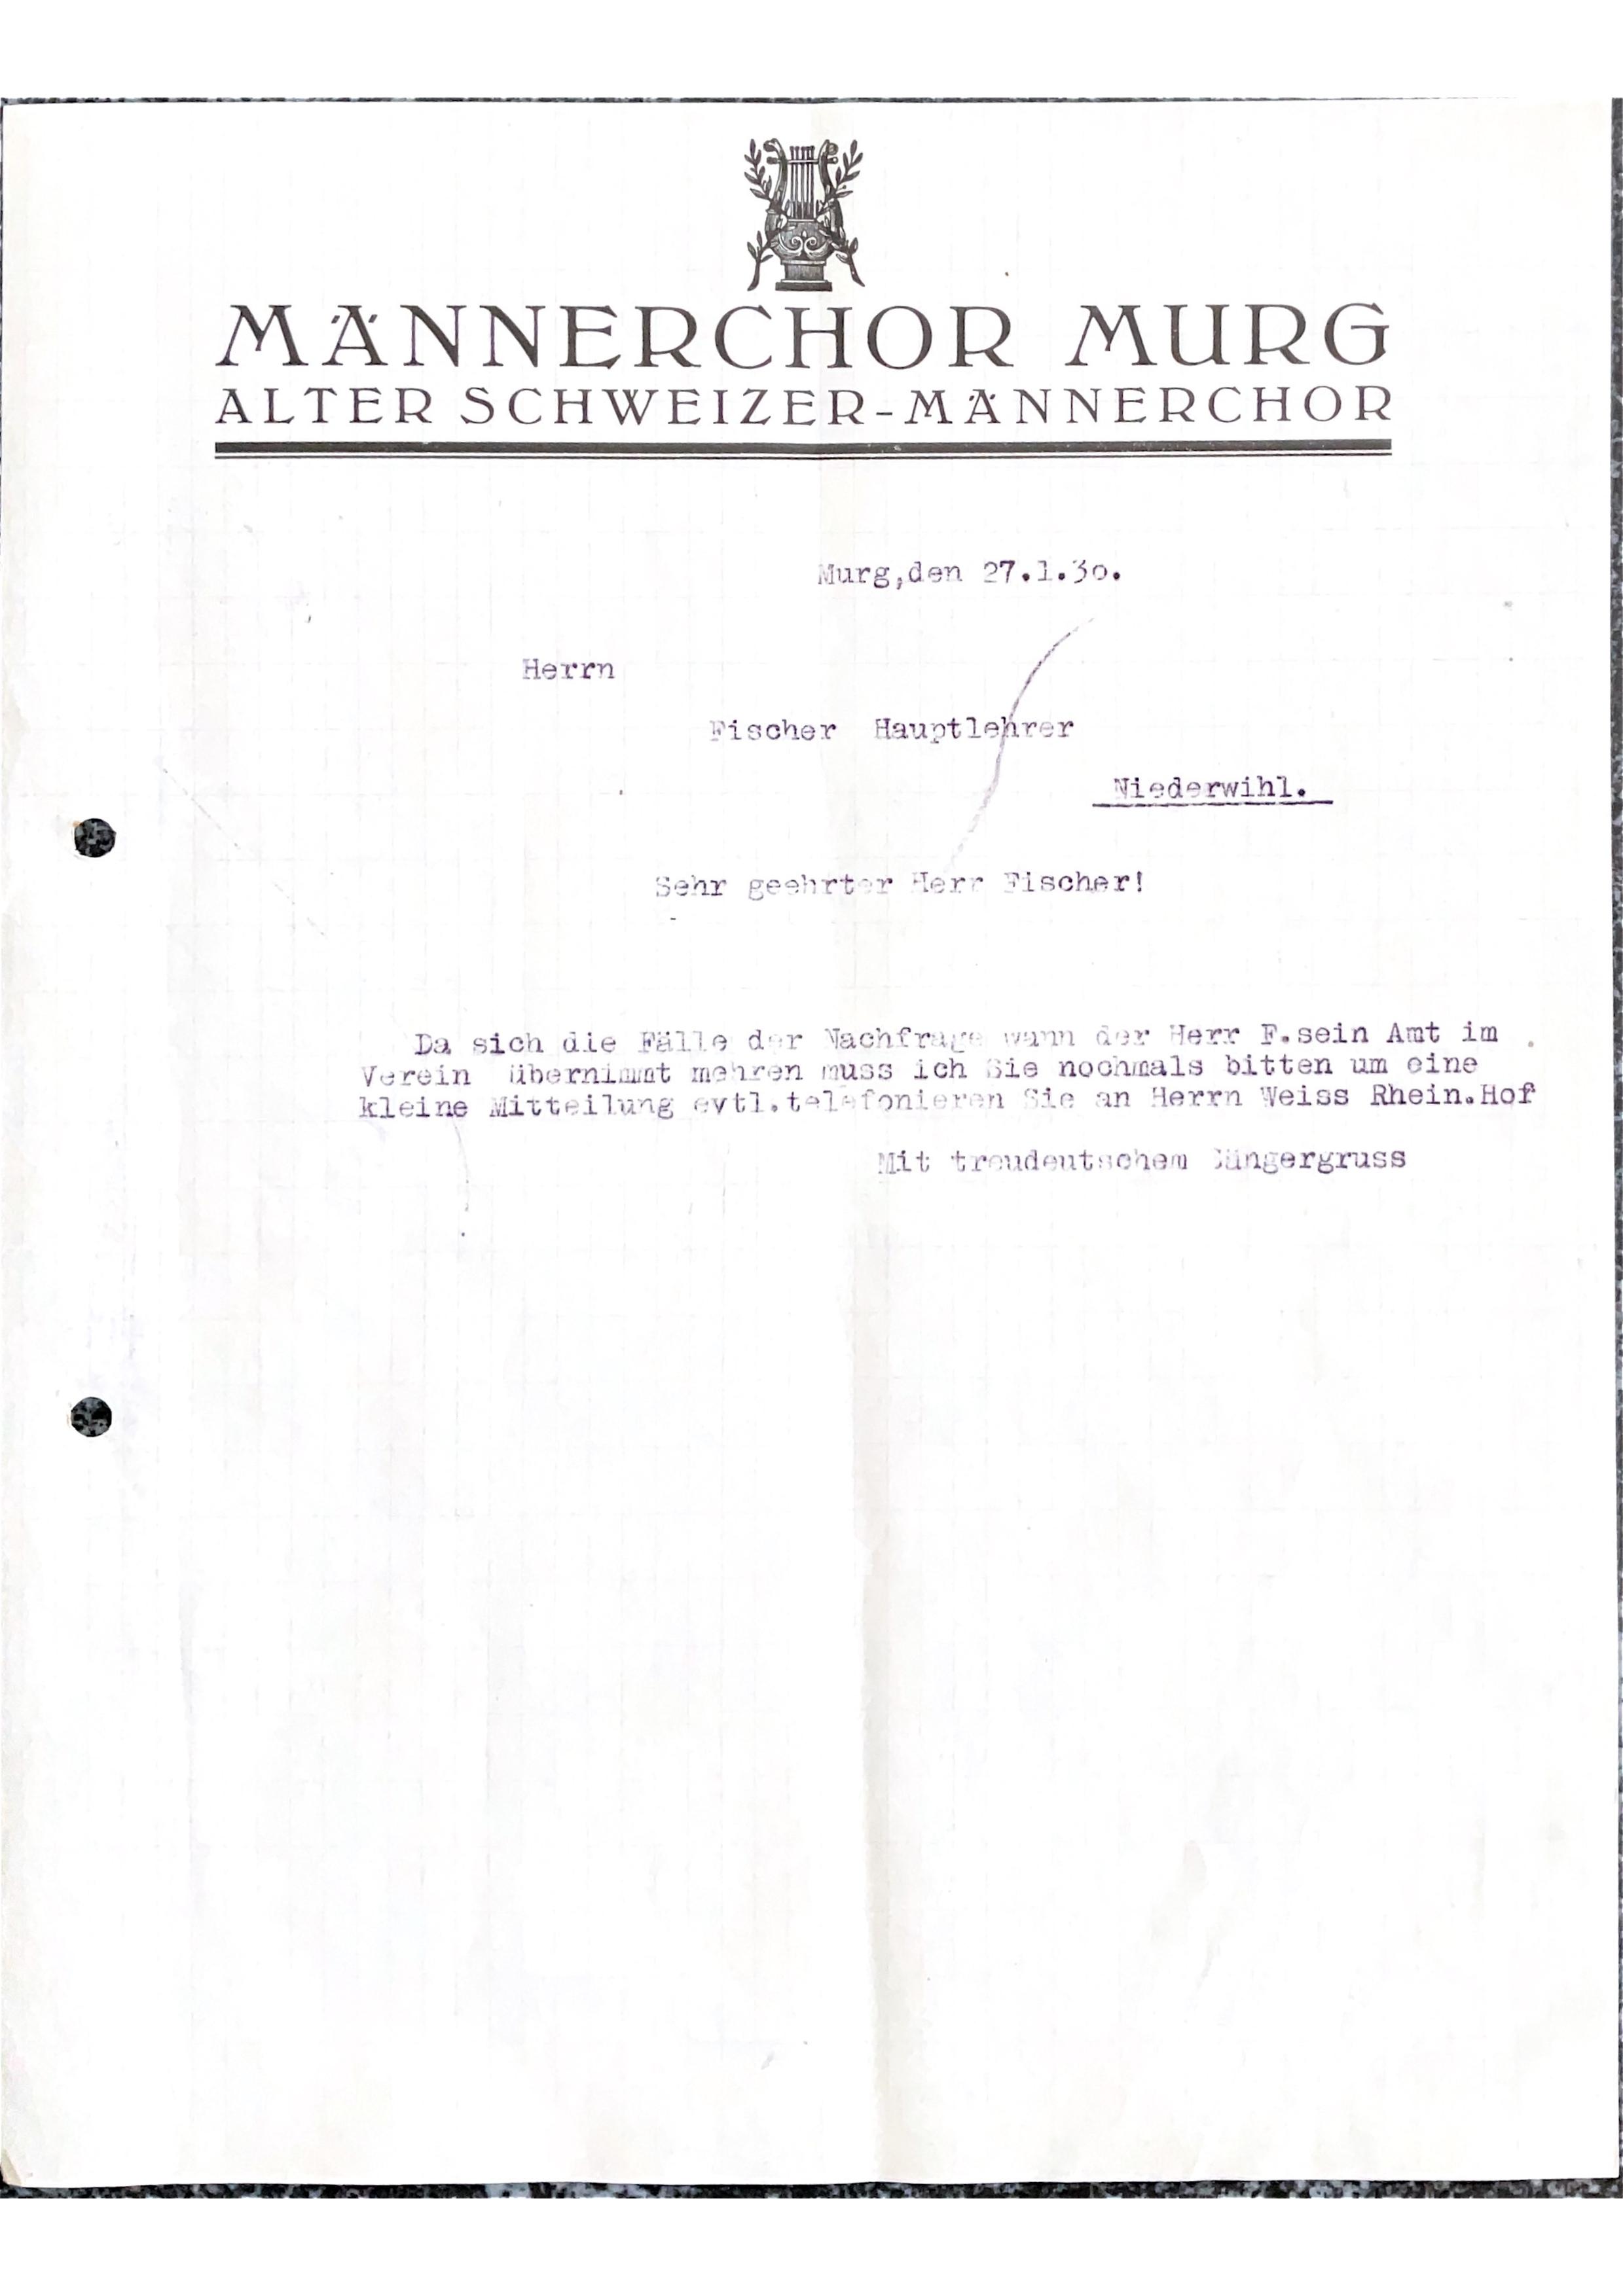 MÄNNERCHOR MURG
ALTER SCHWEIZER-MÄNNERCHOR
Murg,den 27.1.30.
Herrn
Fischer Hauptlehrer
Niederwihl.
Sehr geehrter Herr Fischer!
Da sich die Fälle der Nachfrage wann der Herr F.sein Amt im
Verein übernimmt mehren muss ich Sie nochmals bitten um eine
kleine Mitteilung evtl.telefonieren Sie an Herrn Weiss Rhein.Hof
Mit treudeutschem Sängergruss